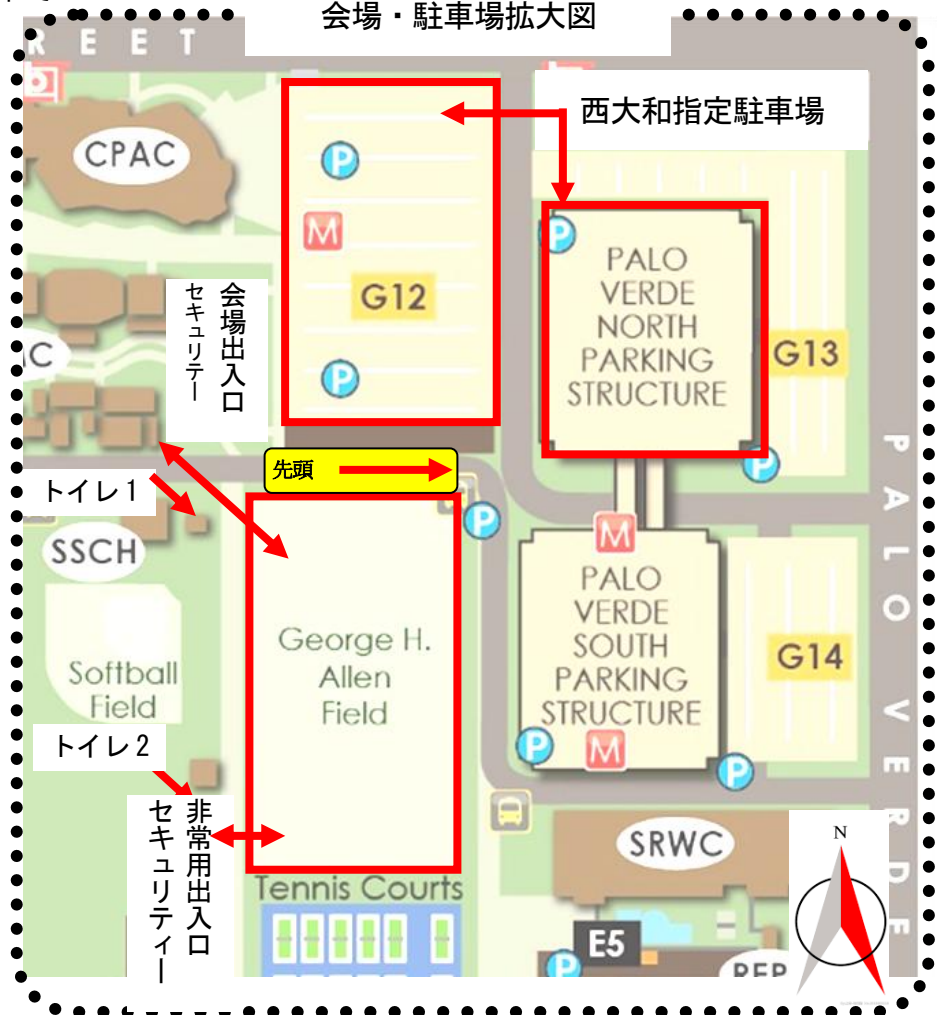 会場・駐車場拡大図
REET
CPAC
西大和指定駐車場
P
M
G12
P
P
PALO
VERDE
NORTH
PARKING
STRUCTURE
G13
P
会場出入口
セキュリテー
C
先頭
トイレ1
SSCH
P
M
PALO
VERDE
SOUTH
PARKING
STRUCTURE
G14
P
M
P
George H.
Allen
Field
Softball
Field
トイレ2
非常用出入口
セキュリティー
Tennis Courts
SRWC
E5
P
REP
N
PALO VERDE